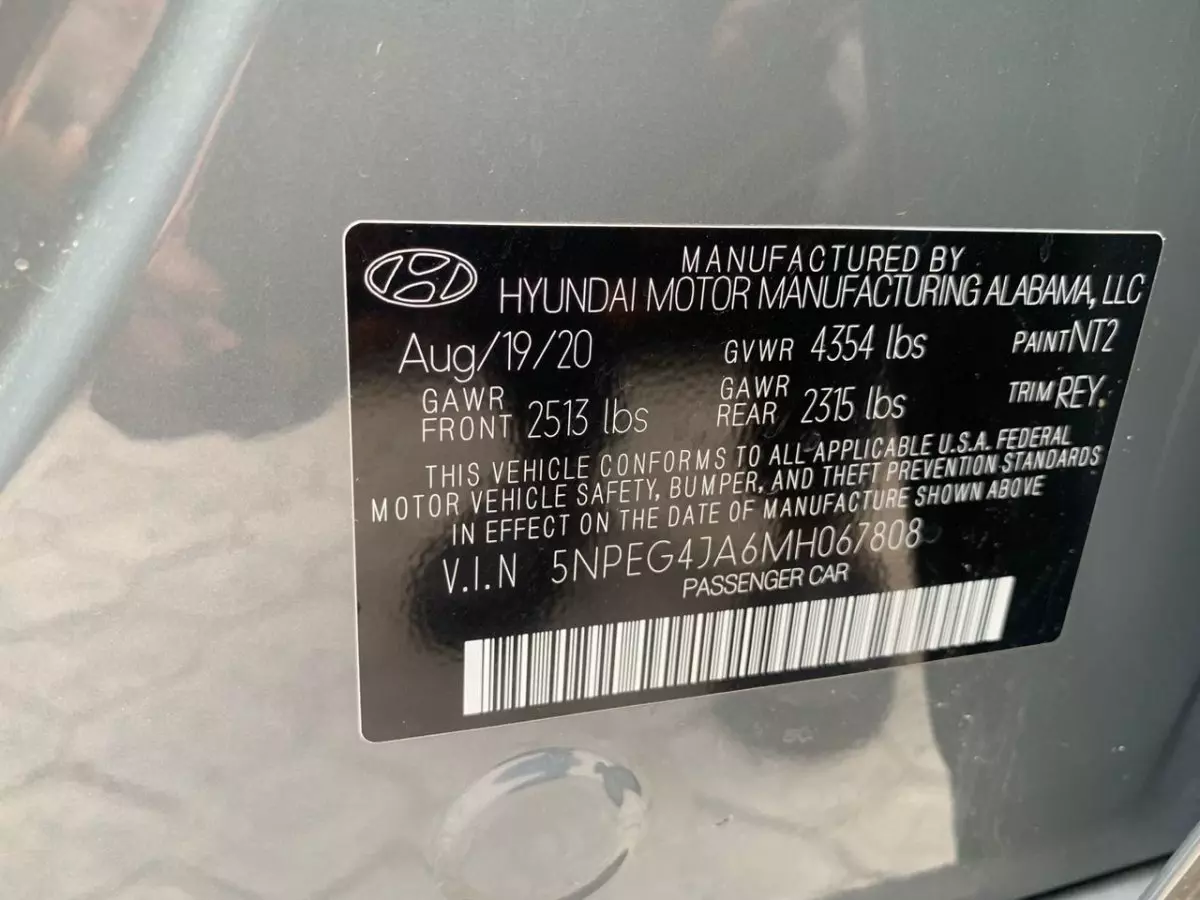 MANUFACTURED BY
HYUNDAI MOTOR MANUFACTURING ALABAMA, LLC
Aug/19/20 GVWR 4354 lbs PAINT NT2
GAWR FRONT 2513 lbs GAWR REAR 2315 lbs TRIM REY
THIS VEHICLE CONFORMS TO ALL APPLICABLE U.S.A. FEDERAL
MOTOR VEHICLE SAFETY, BUMPER, AND THEFT PREVENTION STANDARDS
IN EFFECT ON THE DATE OF MANUFACTURE SHOWN ABOVE
V.I.N 5NPEG4JA6MH067808
PASSENGER CAR